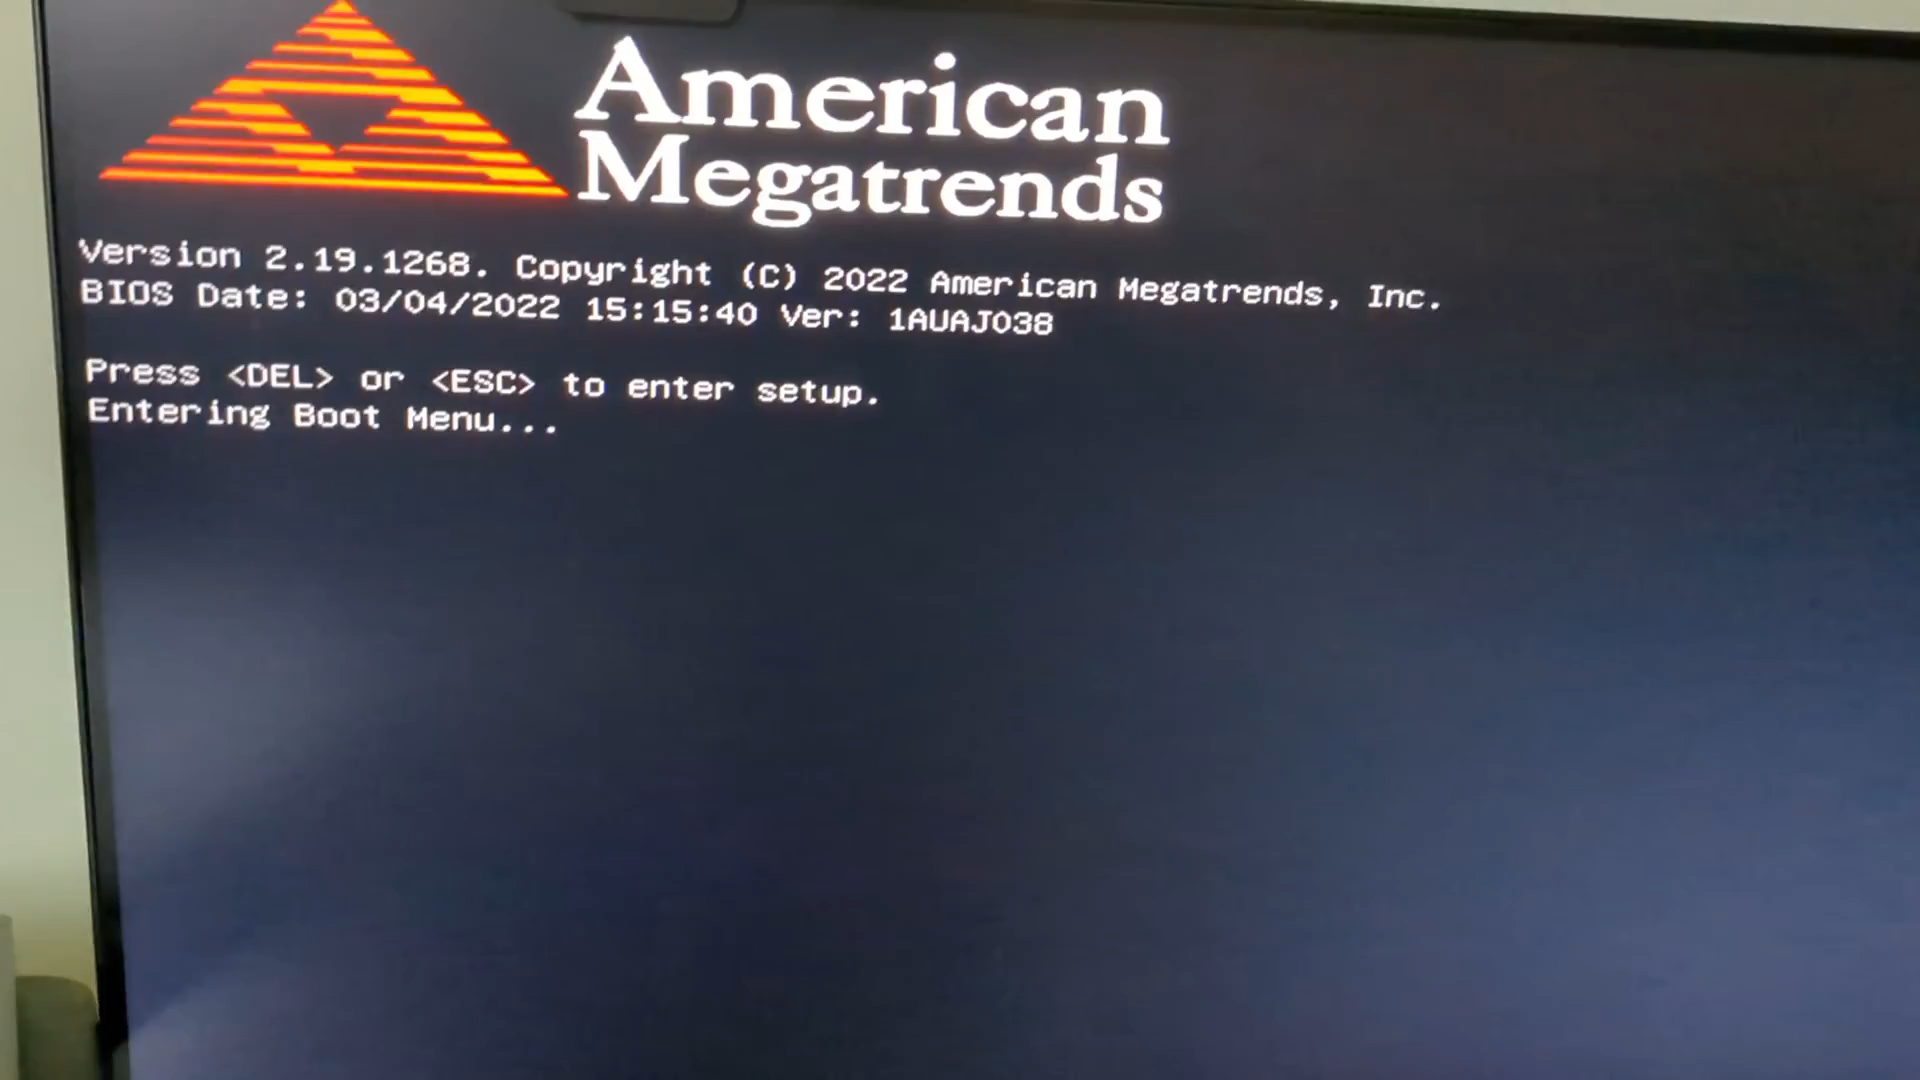 American
Megatrends
Version 2.19.1268. Copyright (C) 2022 American Megatrends, Inc.
BIOS Date: 03/04/2022 15:15:40 Ver: 1AUAJ038
Press <DEL> or <ESC> to enter setup.
Entering Boot Menu...